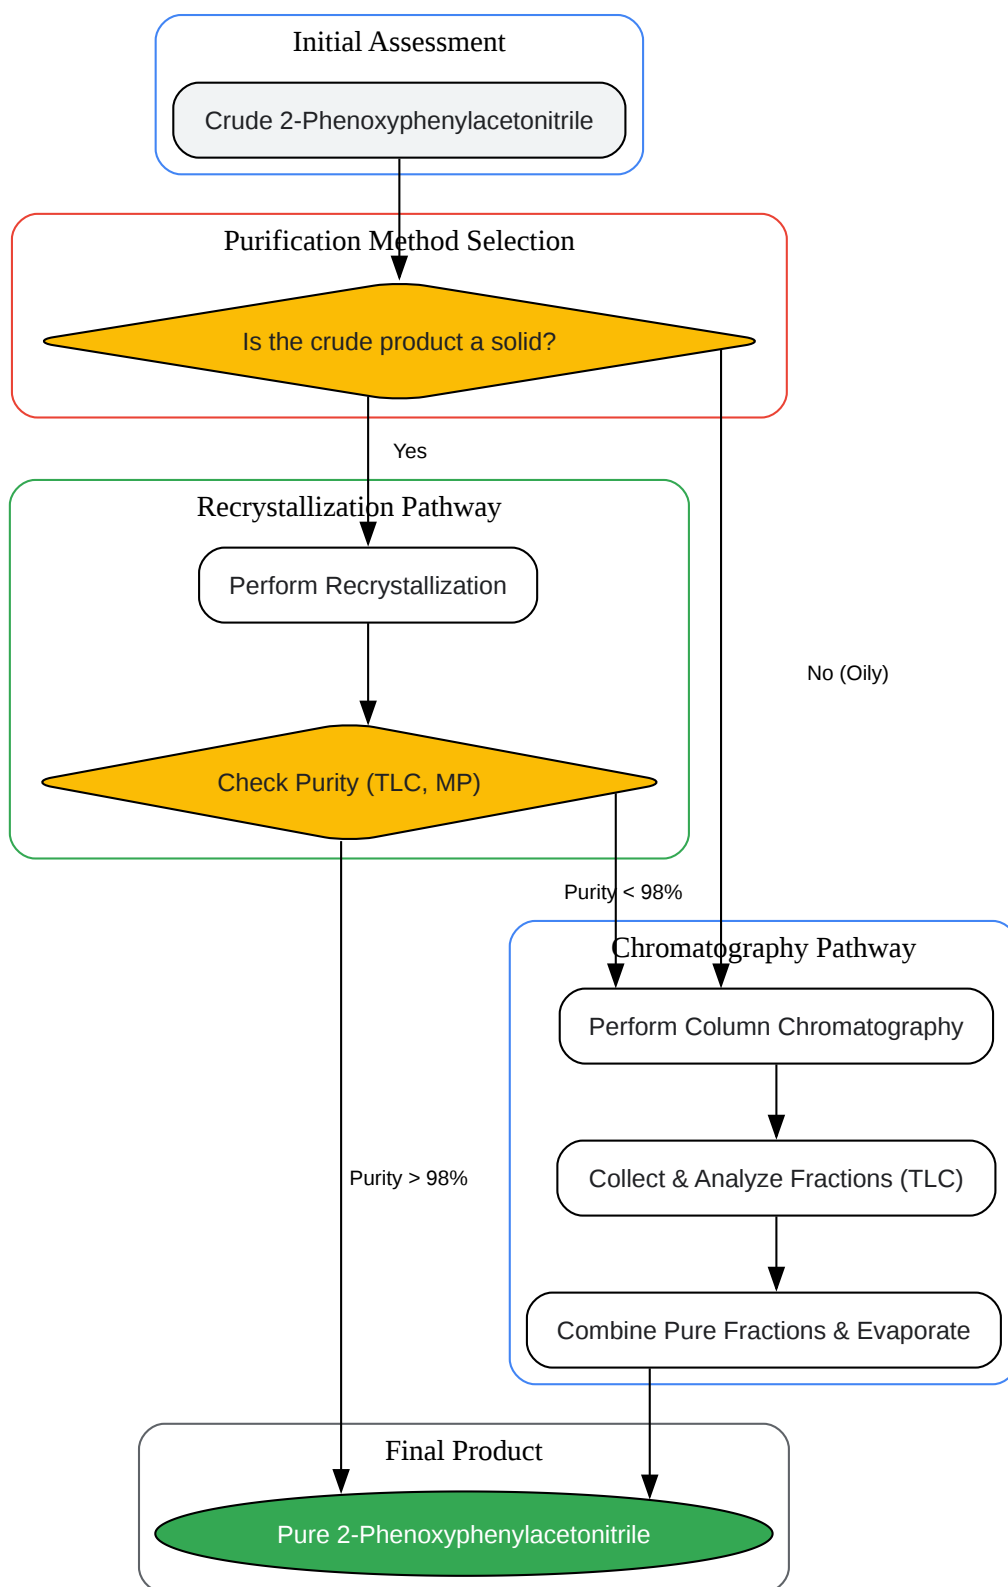 Initial Assessment
Crude 2-Phenoxyphenylacetonitrile
Purification Method Selection
Is the crude product a solid?
Yes
Recrystallization Pathway
Perform Recrystallization
No (Oily)
Check Purity (TLC, MP)
Purity < 98%
Chromatography Pathway
Perform Column Chromatography
Collect & Analyze Fractions (TLC)
Purity > 98%
Combine Pure Fractions & Evaporate
Final Product
Pure 2-Phenoxyphenylacetonitrile